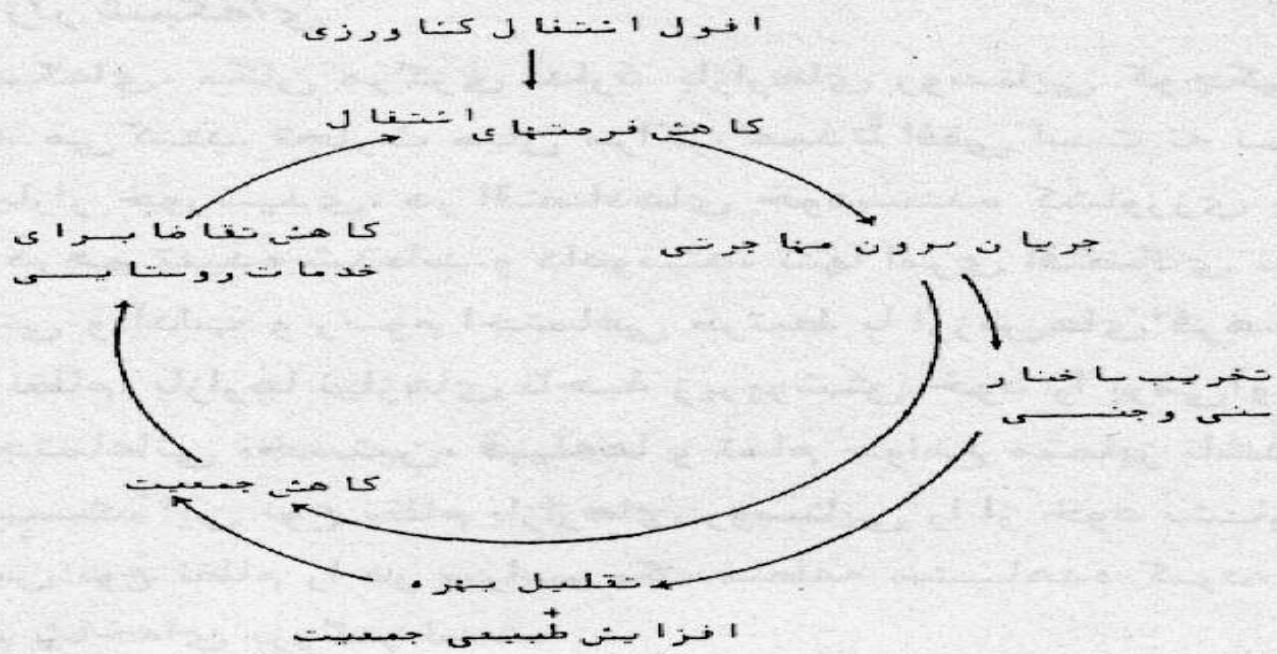 افول اشتغال کشاورزی
کاهش فرصتهای اشتغال
جریان برون مهاجرتی
کاهش تقاضا برای
خدمات روستایی
تخریب ساختار
سنی و جنسی
کاهش جمعیت
تقلیل بهره
+
افزایش طبیعی جمعیت